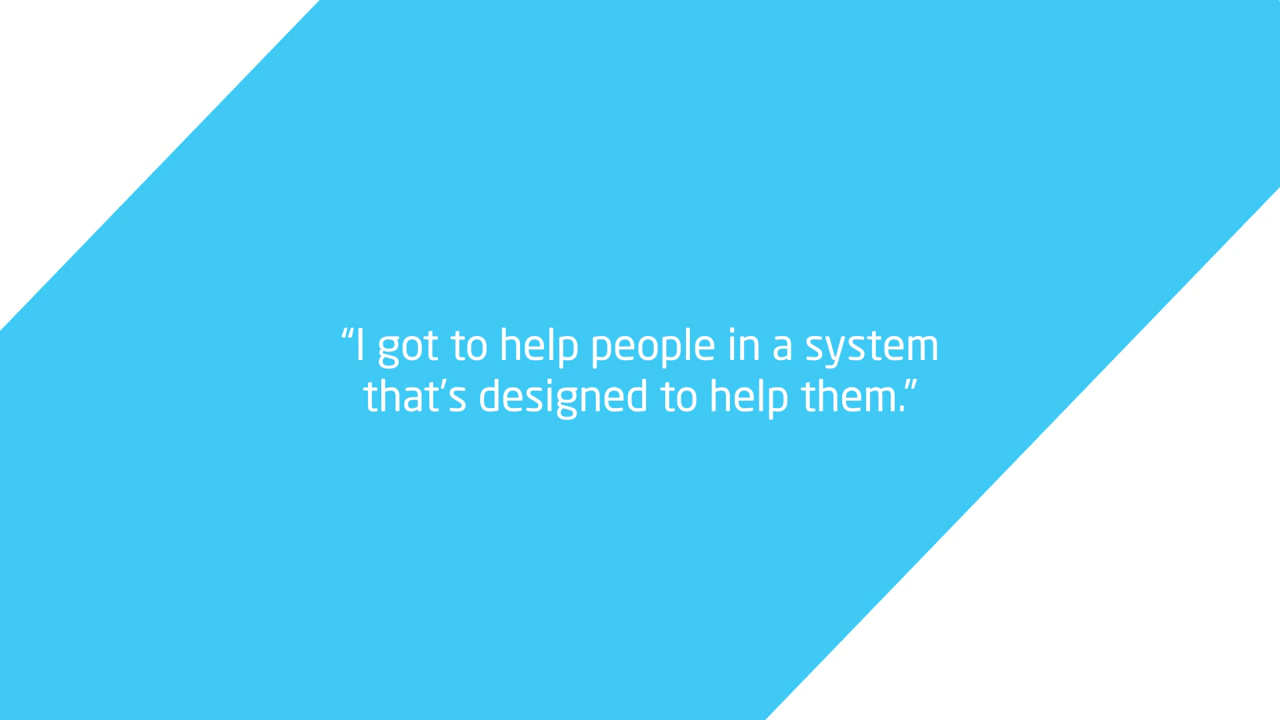 “I got to help people in a system
that’s designed to help them.”